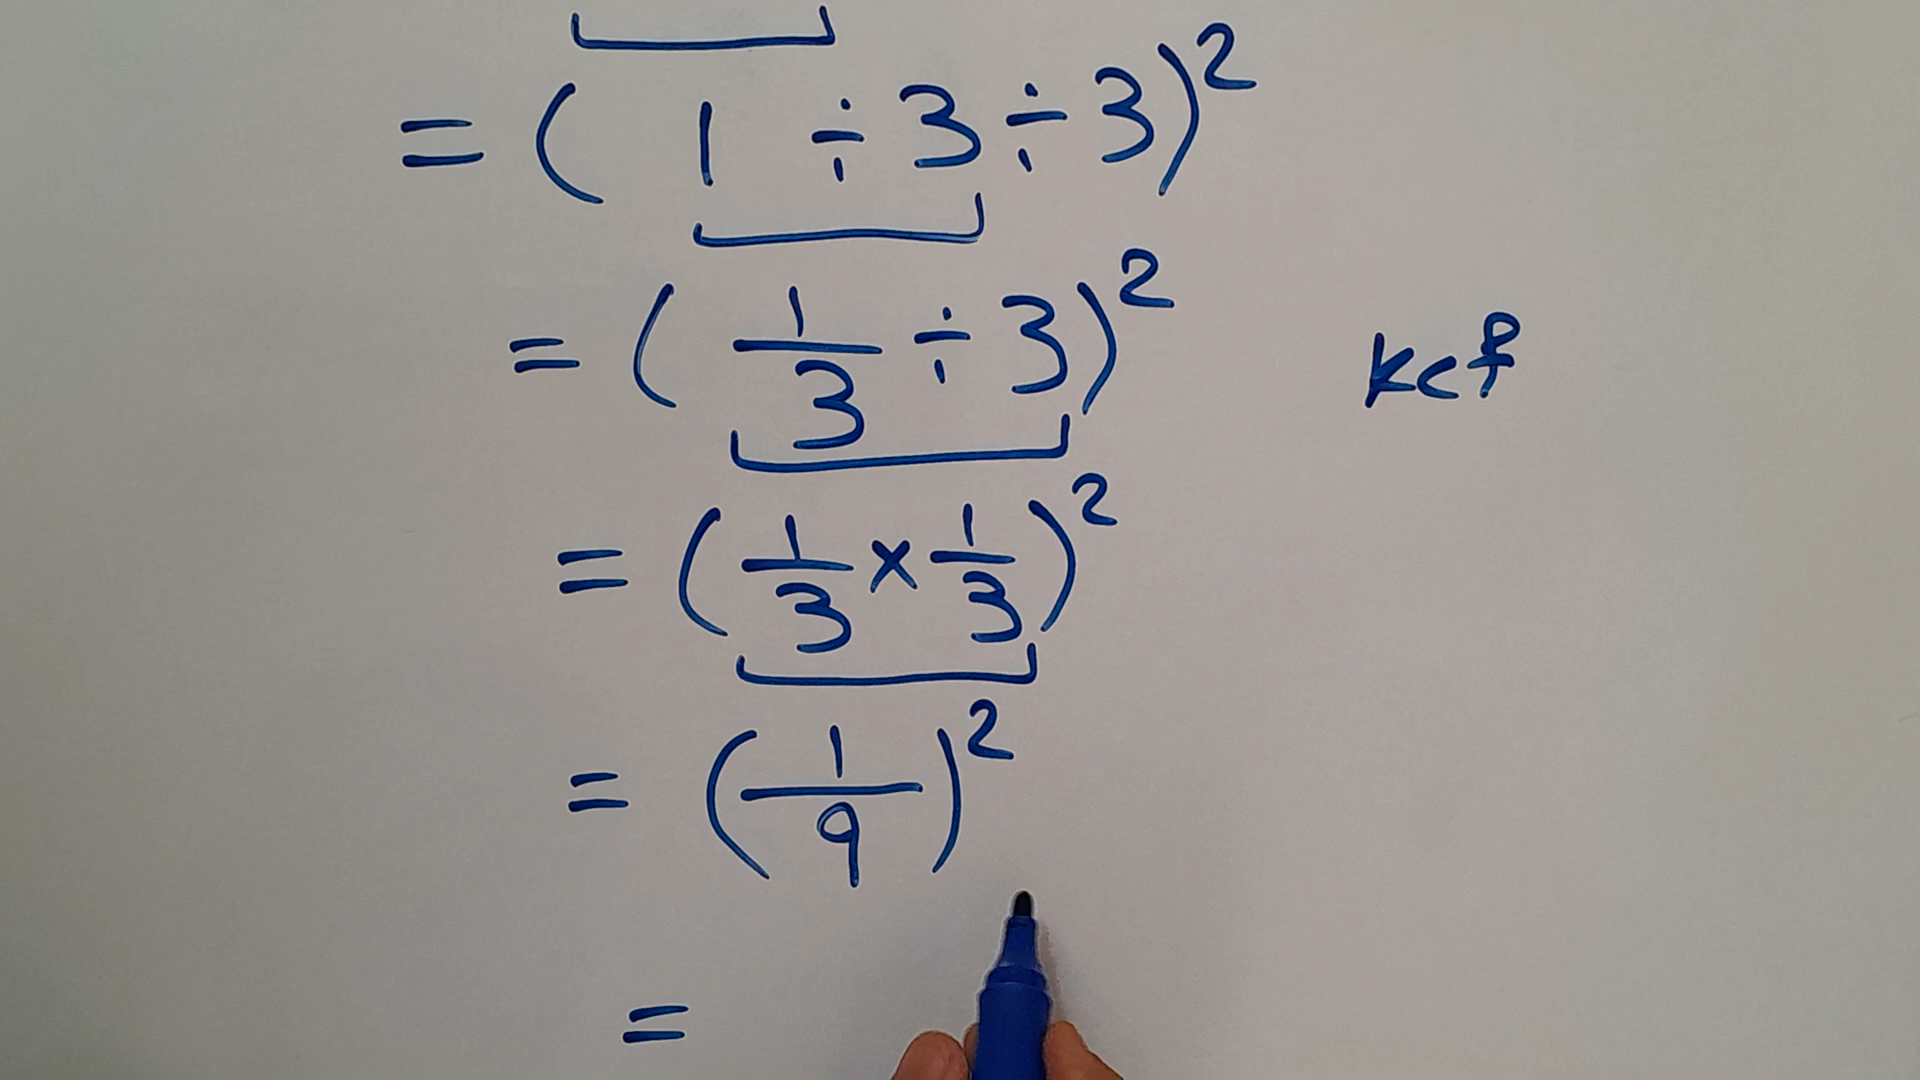 = ( 1 ÷ 3 ÷ 3 )²
= ( 1/3 ÷ 3 )² kcf
= ( 1/3 × 1/3 )²
= ( 1/9 )²
=